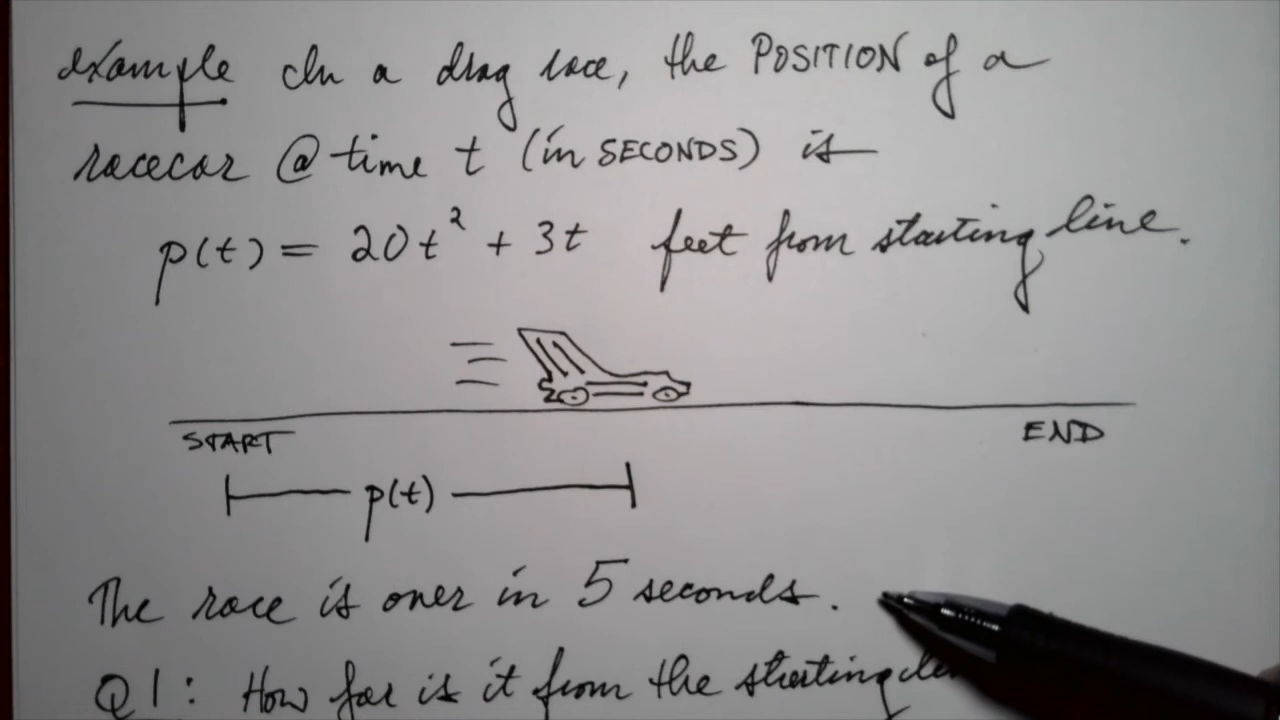 example In a drag race, the POSITION of a
racecar @ time t (in SECONDS) is
p(t) = 20t² + 3t feet from starting line.
START
END
p(t)
The race is over in 5 seconds.
Q1: How far is it from the starting